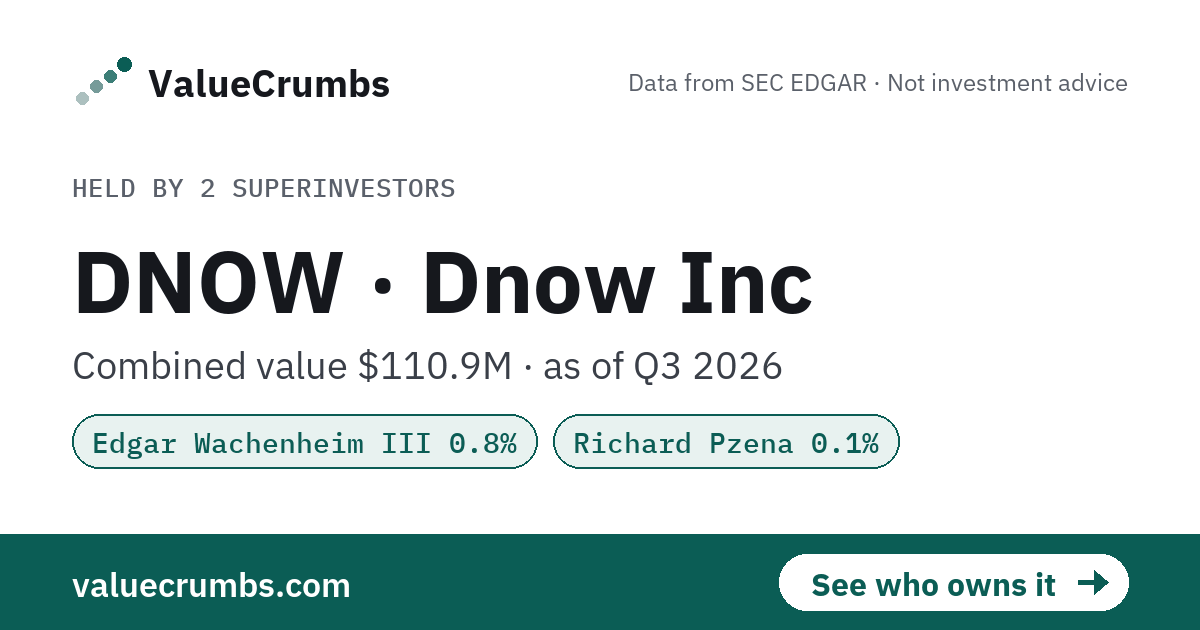 ValueCrumbs
Data from SEC EDGAR · Not investment advice
HELD BY 2 SUPERINVESTORS
DNOW · Dnow Inc
Combined value $110.9M · as of Q3 2026
Edgar Wachenheim III 0.8%
Richard Pzena 0.1%
valuecrumbs.com
See who owns it →